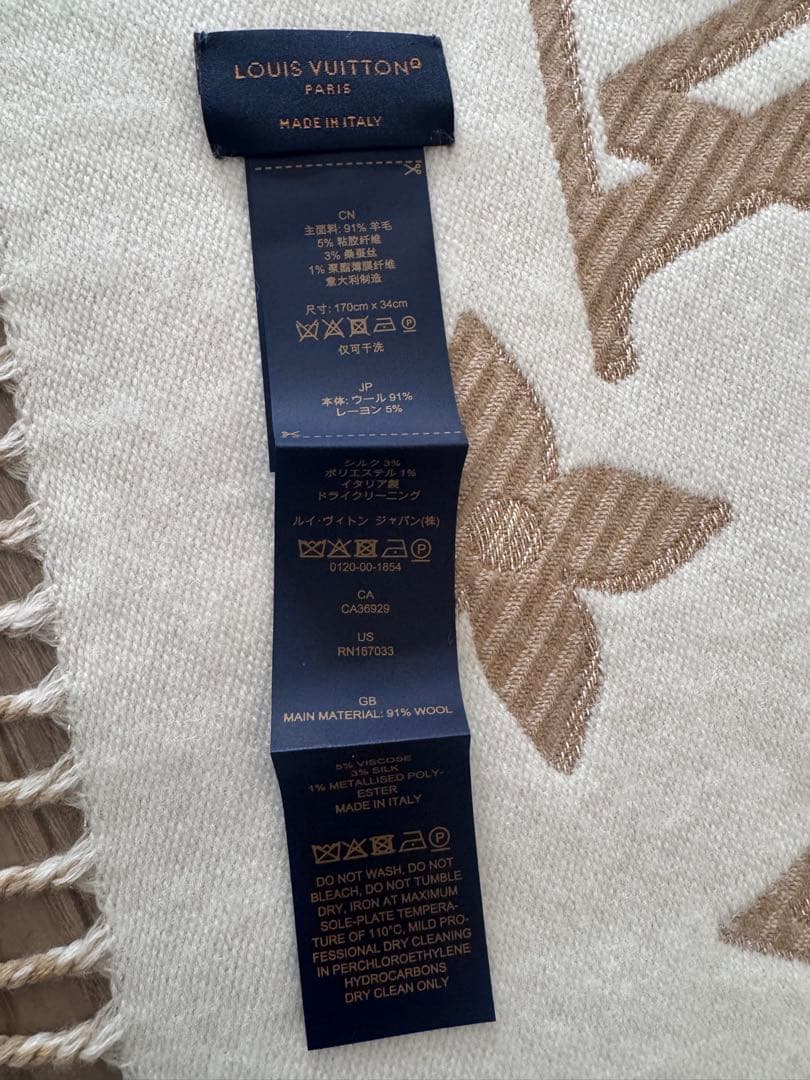 LOUIS VUITTON
PARIS
MADE IN ITALY
CN
主面料: 91% 羊毛
5% 粘胶纤维
3% 桑蚕丝
1% 聚酯薄膜纤维
意大利制造
尺寸: 170cm x 34cm
P
仅可干洗
JP
本体: ウール 91%
レーヨン 5%
シルク 3%
ポリエステル 1%
イタリア製
ドライクリーニング
ルイ・ヴィトン ジャパン(株)
P
0120-00-1854
CA
CA36929
US
RN167033
GB
MAIN MATERIAL: 91% WOOL
5% VISCOSE
3% SILK
1% METALLISED POLY-
ESTER
MADE IN ITALY
P
DO NOT WASH, DO NOT
BLEACH, DO NOT TUMBLE
DRY, IRON AT MAXIMUM
SOLE-PLATE TEMPERA-
TURE OF 110°C, MILD PRO-
FESSIONAL DRY CLEANING
IN PERCHLOROETHYLENE
HYDROCARBONS
DRY CLEAN ONLY